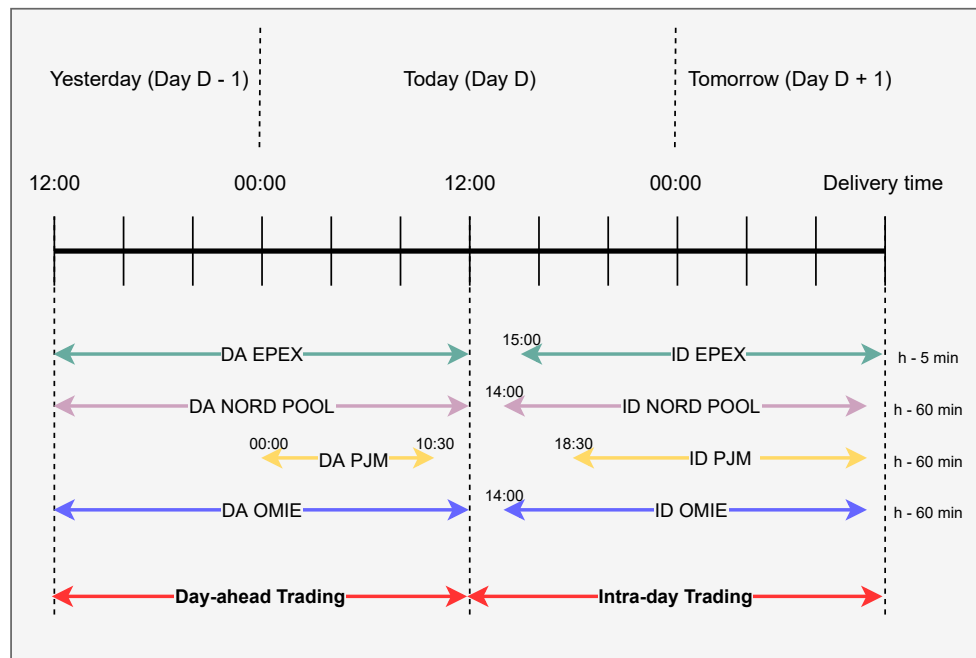 Yesterday (Day D - 1)
Today (Day D)
Tomorrow (Day D + 1)
12:00
00:00
12:00
00:00
Delivery time
DA EPEX
15:00
ID EPEX
h - 5 min
DA NORD POOL
14:00
ID NORD POOL
h - 60 min
00:00
DA PJM
10:30
18:30
ID PJM
h - 60 min
DA OMIE
14:00
ID OMIE
h - 60 min
Day-ahead Trading
Intra-day Trading